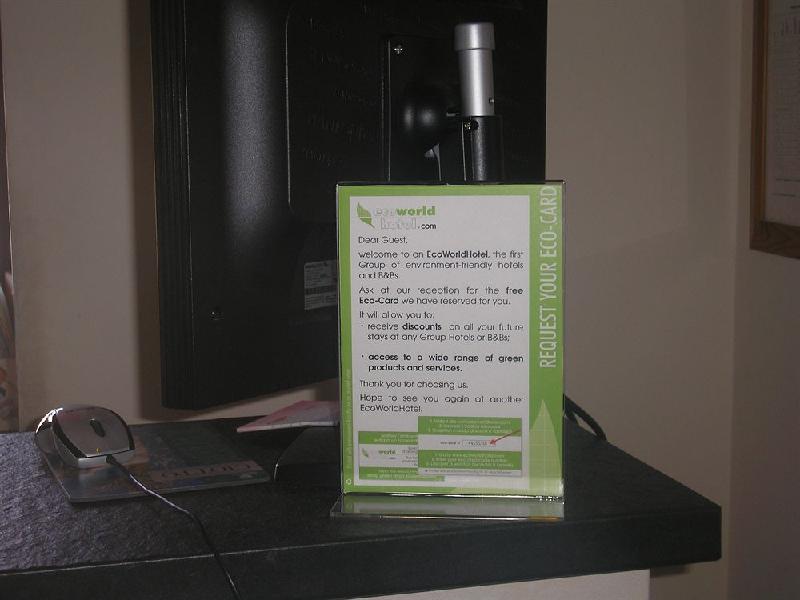 ecoworld
hotel.com
REQUEST YOUR ECO-CARD
Dear Guest,
welcome to an EcoWorldHotel, the first
Group of environment-friendly hotels
and B&Bs.
Ask at our reception for the free
Eco-Card we have reserved for you.
It will allow you to:
· receive discounts on all your future
stays at any Group Hotels or B&Bs;
· access to a wide range of green
products and services.
Thank you for choosing us.
Hope to see you again at another
EcoWorldHotel.